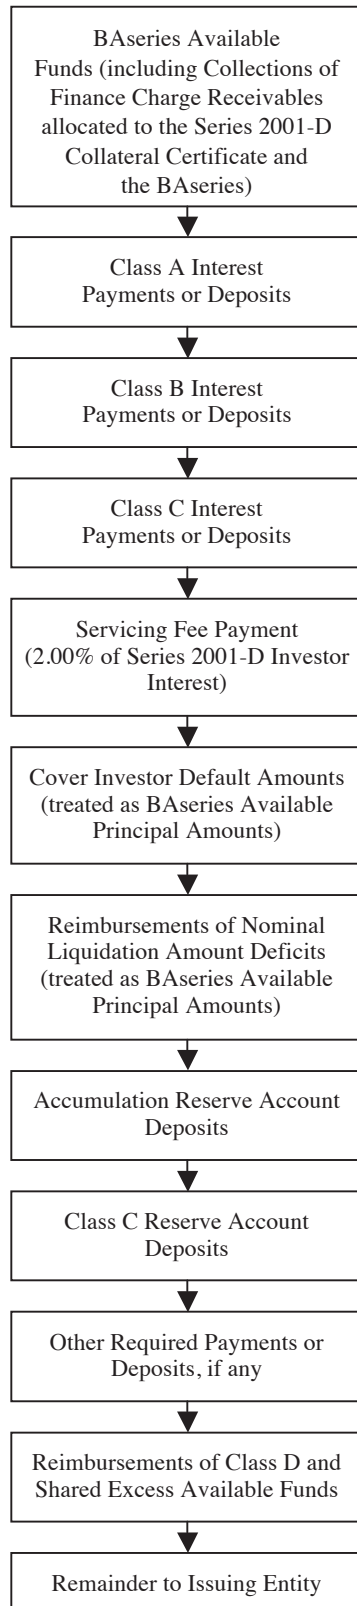 BAseries Available
Funds (including Collections of
Finance Charge Receivables
allocated to the Series 2001-D
Collateral Certificate and
the BAseries)
Class A Interest
Payments or Deposits
Class B Interest
Payments or Deposits
Class C Interest
Payments or Deposits
Servicing Fee Payment
(2.00% of Series 2001-D Investor
Interest)
Cover Investor Default Amounts
(treated as BAseries Available
Principal Amounts)
Reimbursements of Nominal
Liquidation Amount Deficits
(treated as BAseries Available
Principal Amounts)
Accumulation Reserve Account
Deposits
Class C Reserve Account
Deposits
Other Required Payments or
Deposits, if any
Reimbursements of Class D and
Shared Excess Available Funds
Remainder to Issuing Entity